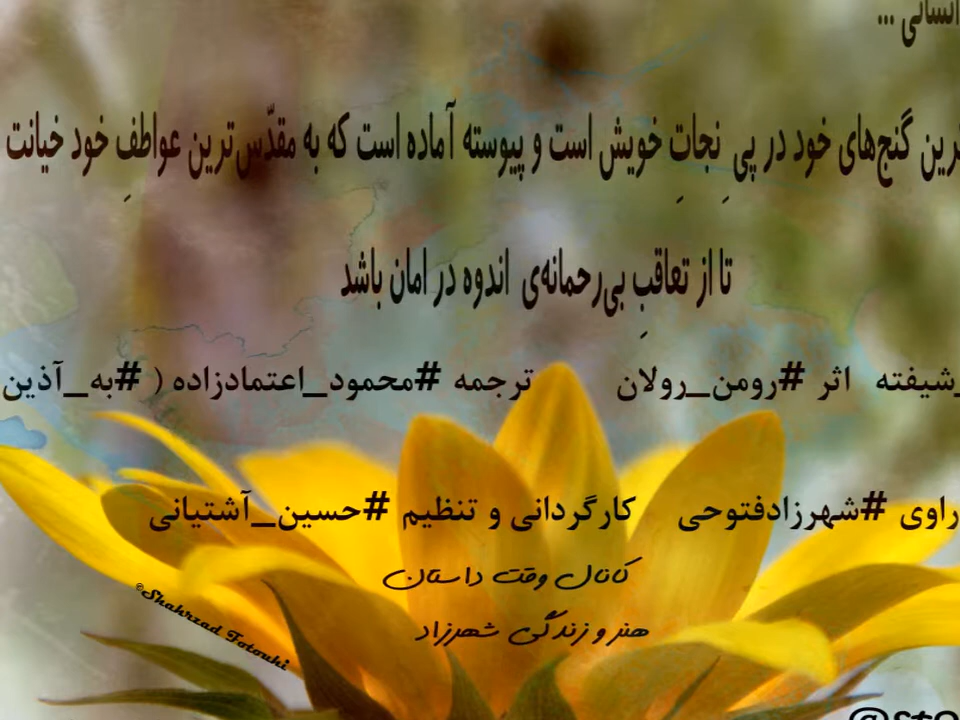 انسانی ...
ترین گنج‌های خود در پیِ نجاتِ خویش است و پیوسته آماده است که به مقدّس‌ترین عواطفِ خود خیانت
تا از تعاقبِ بی‌رحمانه‌ی اندوه در امان باشد
_شیفته اثر #رومن_رولان ترجمه #محمود_اعتمادزاده ( #به_آذین
راوی #شهرزادفتوحی کارگردانی و تنظیم #حسین_آشتیانی
کانال وقت داستان
هنر و زندگی شهرزاد
©Shahrzad Fotouhi